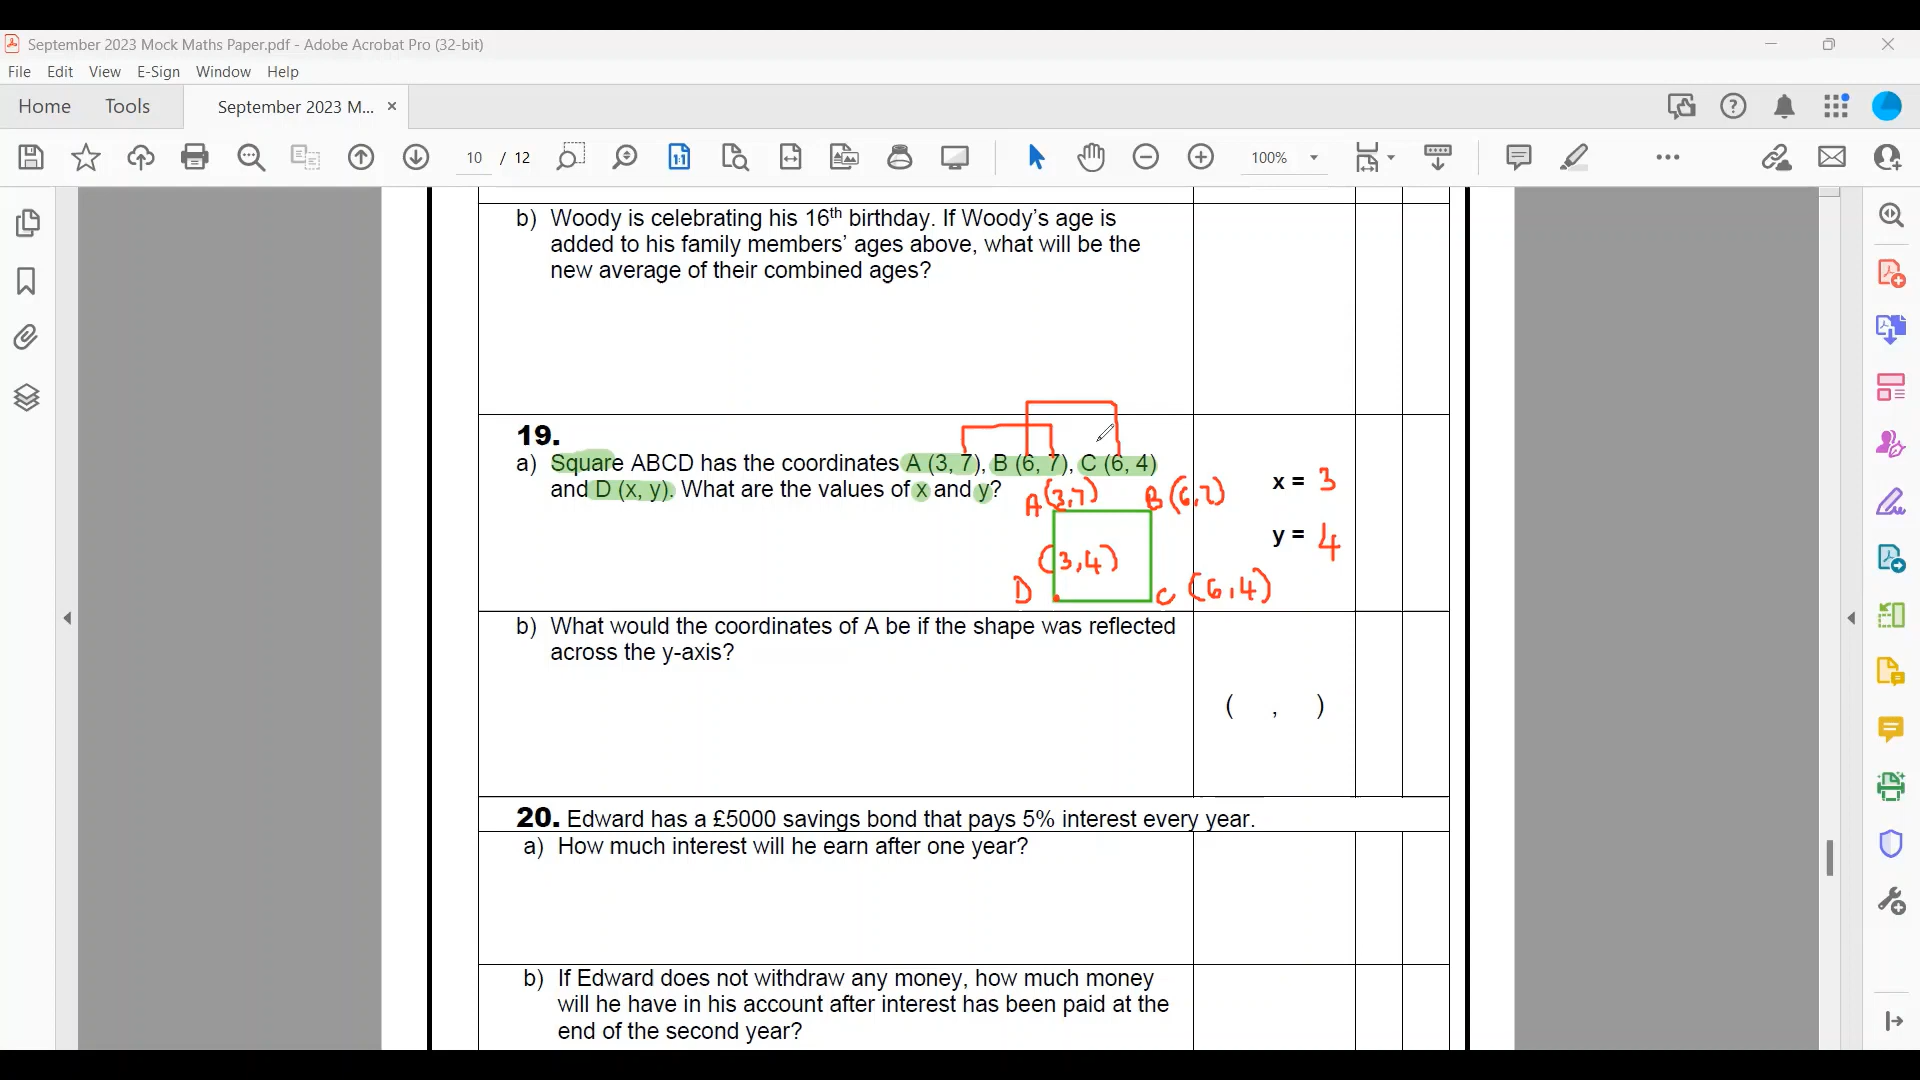 September 2023 Mock Maths Paper.pdf - Adobe Acrobat Pro (32-bit)
File Edit View E-Sign Window Help
Home Tools September 2023 M... ×
10 / 12 1:1 100%
b) Woody is celebrating his 16th birthday. If Woody's age is
added to his family members' ages above, what will be the
new average of their combined ages?
19.
a) Square ABCD has the coordinates A (3, 7), B (6, 7), C (6, 4)
and D (x, y). What are the values of x and y?
x = 3
y = 4
A (3,7) B (6,7)
(3,4)
D C (6,4)
b) What would the coordinates of A be if the shape was reflected
across the y-axis?
( , )
20. Edward has a £5000 savings bond that pays 5% interest every year.
a) How much interest will he earn after one year?
b) If Edward does not withdraw any money, how much money
will he have in his account after interest has been paid at the
end of the second year?